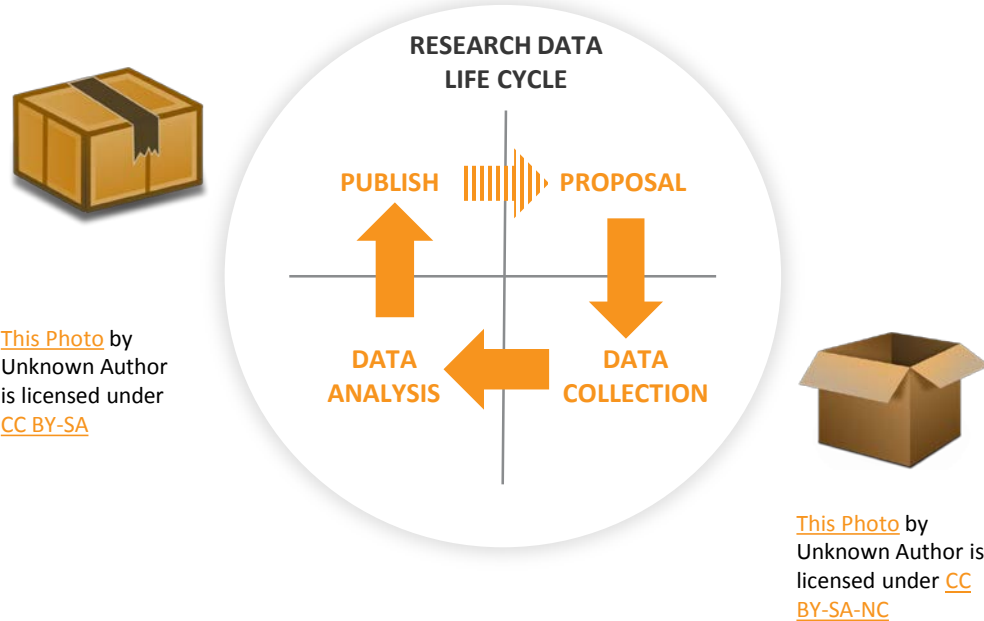 RESEARCH DATA
LIFE CYCLE
PUBLISH
PROPOSAL
DATA
ANALYSIS
DATA
COLLECTION
This Photo by
Unknown Author
is licensed under
CC BY-SA
This Photo by
Unknown Author is
licensed under CC
BY-SA-NC